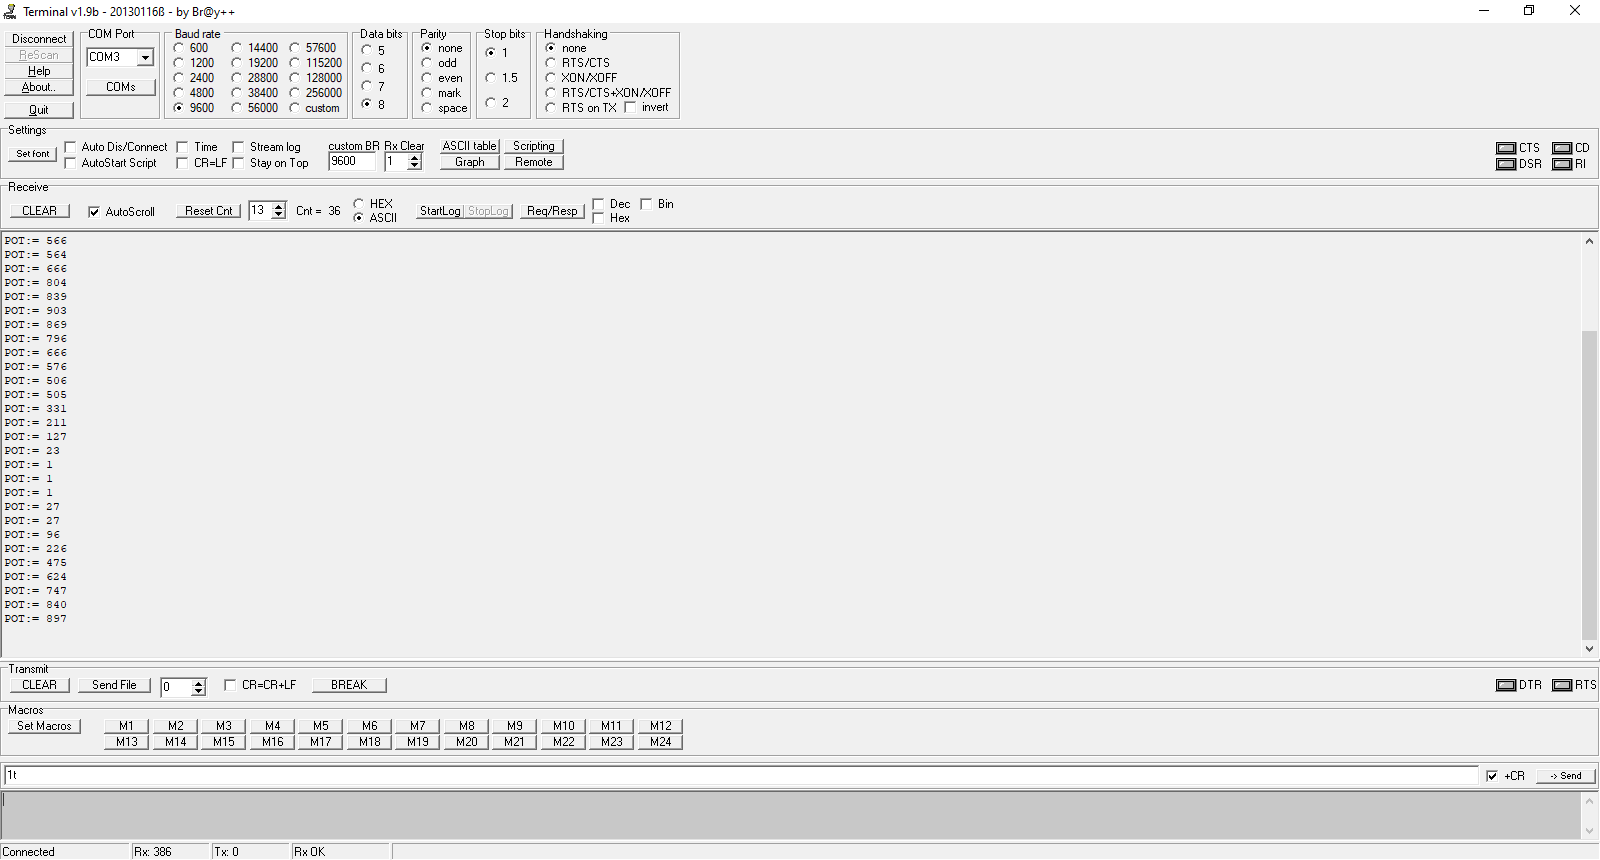 Terminal v1.9b - 20130116ß - by Br@y++
Disconnect
ReScan
Help
About..
Quit
COM Port
COM3
COMs
Baud rate
600 14400 57600
1200 19200 115200
2400 28800 128000
4800 38400 256000
9600 56000 custom
Data bits
5
6
7
8
Parity
none
odd
even
mark
space
Stop bits
1
1.5
2
Handshaking
none
RTS/CTS
XON/XOFF
RTS/CTS+XON/XOFF
RTS on TX invert
Settings
Set font
Auto Dis/Connect Time Stream log
AutoStart Script CR=LF Stay on Top
custom BR Rx Clear
9600 1
ASCII table Scripting
Graph Remote
CTS CD
DSR RI
Receive
CLEAR AutoScroll Reset Cnt 13 Cnt = 36
HEX
ASCII
StartLog StopLog Req/Resp
Dec Bin
Hex
POT:= 566
POT:= 564
POT:= 666
POT:= 804
POT:= 839
POT:= 903
POT:= 869
POT:= 796
POT:= 666
POT:= 576
POT:= 506
POT:= 505
POT:= 331
POT:= 211
POT:= 127
POT:= 23
POT:= 1
POT:= 1
POT:= 1
POT:= 27
POT:= 27
POT:= 96
POT:= 226
POT:= 475
POT:= 624
POT:= 747
POT:= 840
POT:= 897
Transmit
CLEAR Send File 0 CR=CR+LF BREAK DTR RTS
Macros
Set Macros M1 M2 M3 M4 M5 M6 M7 M8 M9 M10 M11 M12
M13 M14 M15 M16 M17 M18 M19 M20 M21 M22 M23 M24
1t +CR -> Send
Connected Rx: 386 Tx: 0 Rx OK